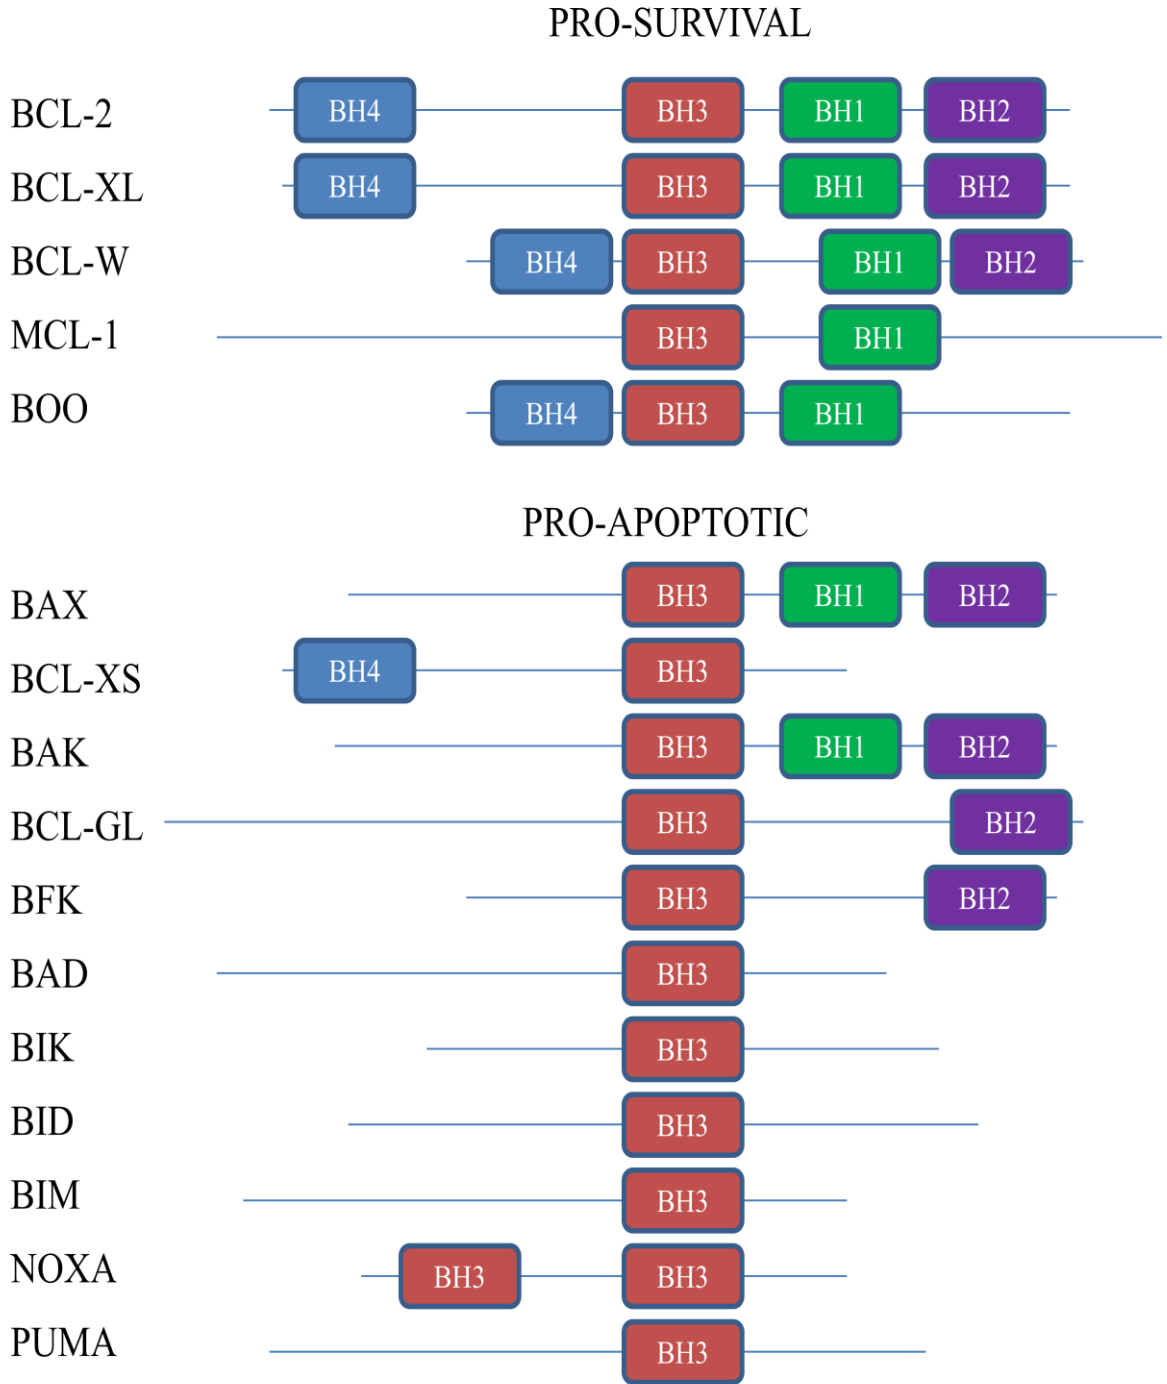 PRO-SURVIVAL
BCL-2 BH4 BH3 BH1 BH2
BCL-XL BH4 BH3 BH1 BH2
BCL-W BH4 BH3 BH1 BH2
MCL-1 BH3 BH1
BOO BH4 BH3 BH1
PRO-APOPTOTIC
BAX BH3 BH1 BH2
BCL-XS BH4 BH3
BAK BH3 BH1 BH2
BCL-GL BH3 BH2
BFK BH3 BH2
BAD BH3
BIK BH3
BID BH3
BIM BH3
NOXA BH3 BH3
PUMA BH3